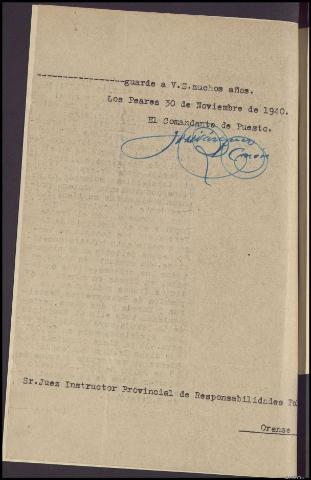 --------------------guarde a V.S.muchos años.
Los Peares 30 de Noviembre de 1940.
El Comandante de Puesto.
Sr.Juez Instructor Provincial de Responsabilidades
Orense